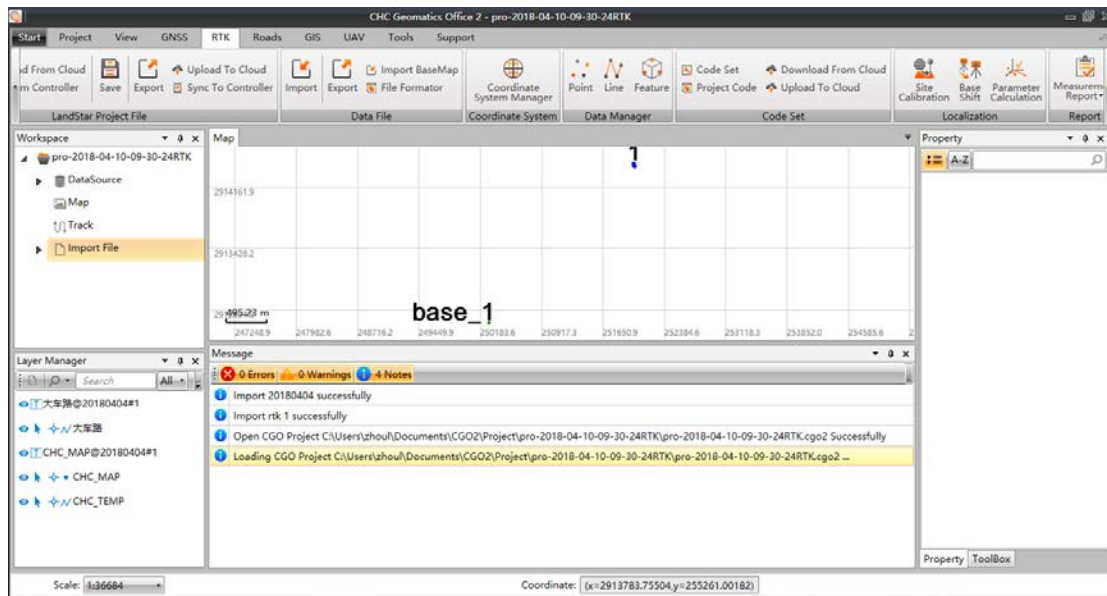 CHC Geomatics Office 2 - pro-2018-04-10-09-30-24RTK
Start Project View GNSS RTK Roads GIS UAV Tools Support
d From Cloud Save Export Upload To Cloud Import Export Import BaseMap Coordinate System Manager Point Line Feature Code Set Download From Cloud Site Calibration Base Shift Parameter Calculation
m Controller Sync To Controller File Formator Project Code Upload To Cloud Report
LandStar Project File Data File Coordinate System Data Manager Code Set Localization Report
Workspace
pro-2018-04-10-09-30-24RTK
DataSource
Map
Track
Import File
Layer Manager
Search All
大车路@20180404#1
大车路
CHC_MAP@20180404#1
CHC_MAP
CHC_TEMP
Map
1
2914161.9
2913428.2
base_1
495.23 m
247248.9 247982.6 248716.2 249449.9 250183.6 250917.3 251650.9 252384.6 253118.3 253852.0 254585.6
Message
0 Errors 0 Warnings 4 Notes
Import 20180404 successfully
Import rtk 1 successfully
Open CGO Project C:\Users\zhoul\Documents\CGO2\Project\pro-2018-04-10-09-30-24RTK\pro-2018-04-10-09-30-24RTK.cgo2 Successfully
Loading CGO Project C:\Users\zhoul\Documents\CGO2\Project\pro-2018-04-10-09-30-24RTK\pro-2018-04-10-09-30-24RTK.cgo2 ...
Property
A-Z
Property ToolBox
Scale: 1:36684
Coordinate: (x=2913783.75504,y=255261.00182)